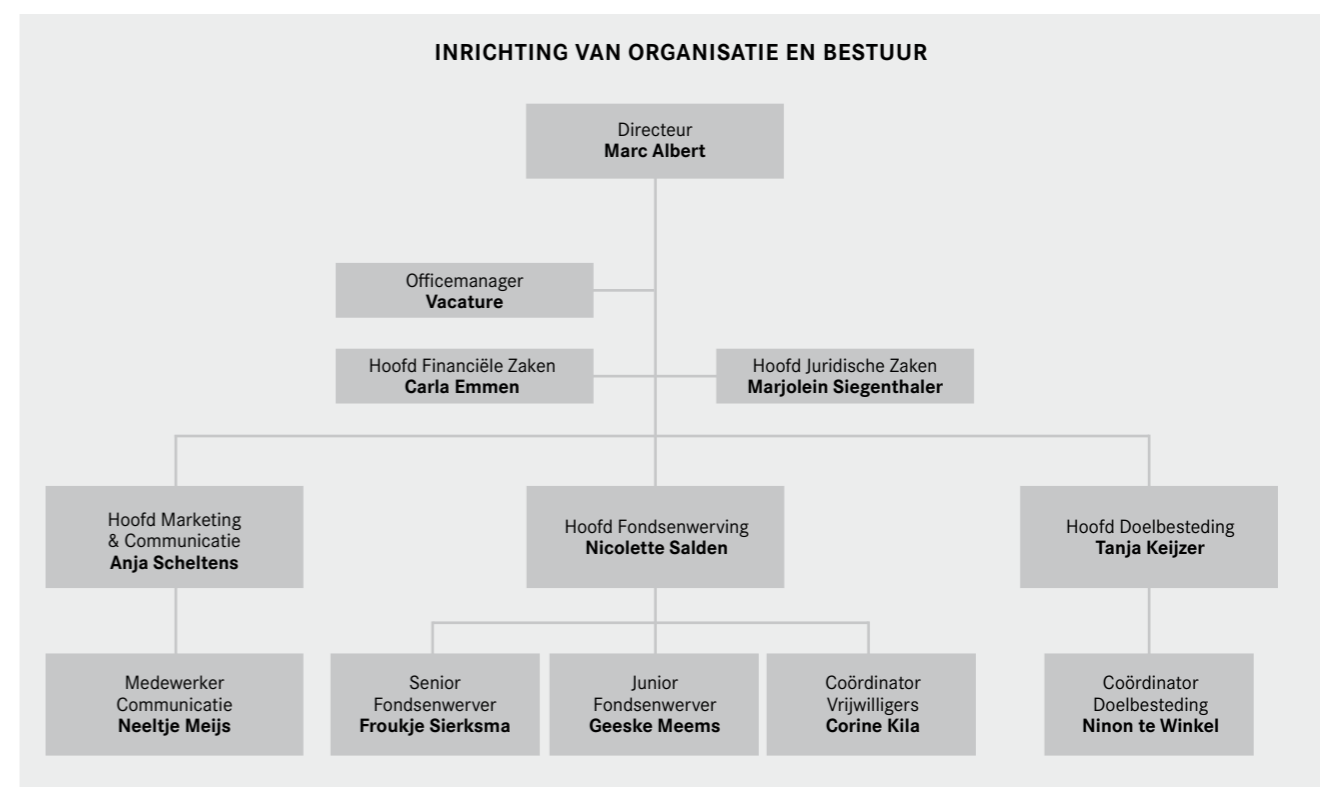 INRICHTING VAN ORGANISATIE EN BESTUUR
Directeur
Marc Albert
Officemanager
Vacature
Hoofd Financiële Zaken
Carla Emmen
Hoofd Juridische Zaken
Marjolein Siegenthaler
Hoofd Marketing
& Communicatie
Anja Scheltens
Hoofd Fondsenwerving
Nicolette Salden
Hoofd Doelbesteding
Tanja Keijzer
Medewerker
Communicatie
Neeltje Meijs
Senior
Fondsenwerver
Froukje Sierksma
Junior
Fondsenwerver
Geeske Meems
Coördinator
Vrijwilligers
Corine Kila
Coördinator
Doelbesteding
Ninon te Winkel